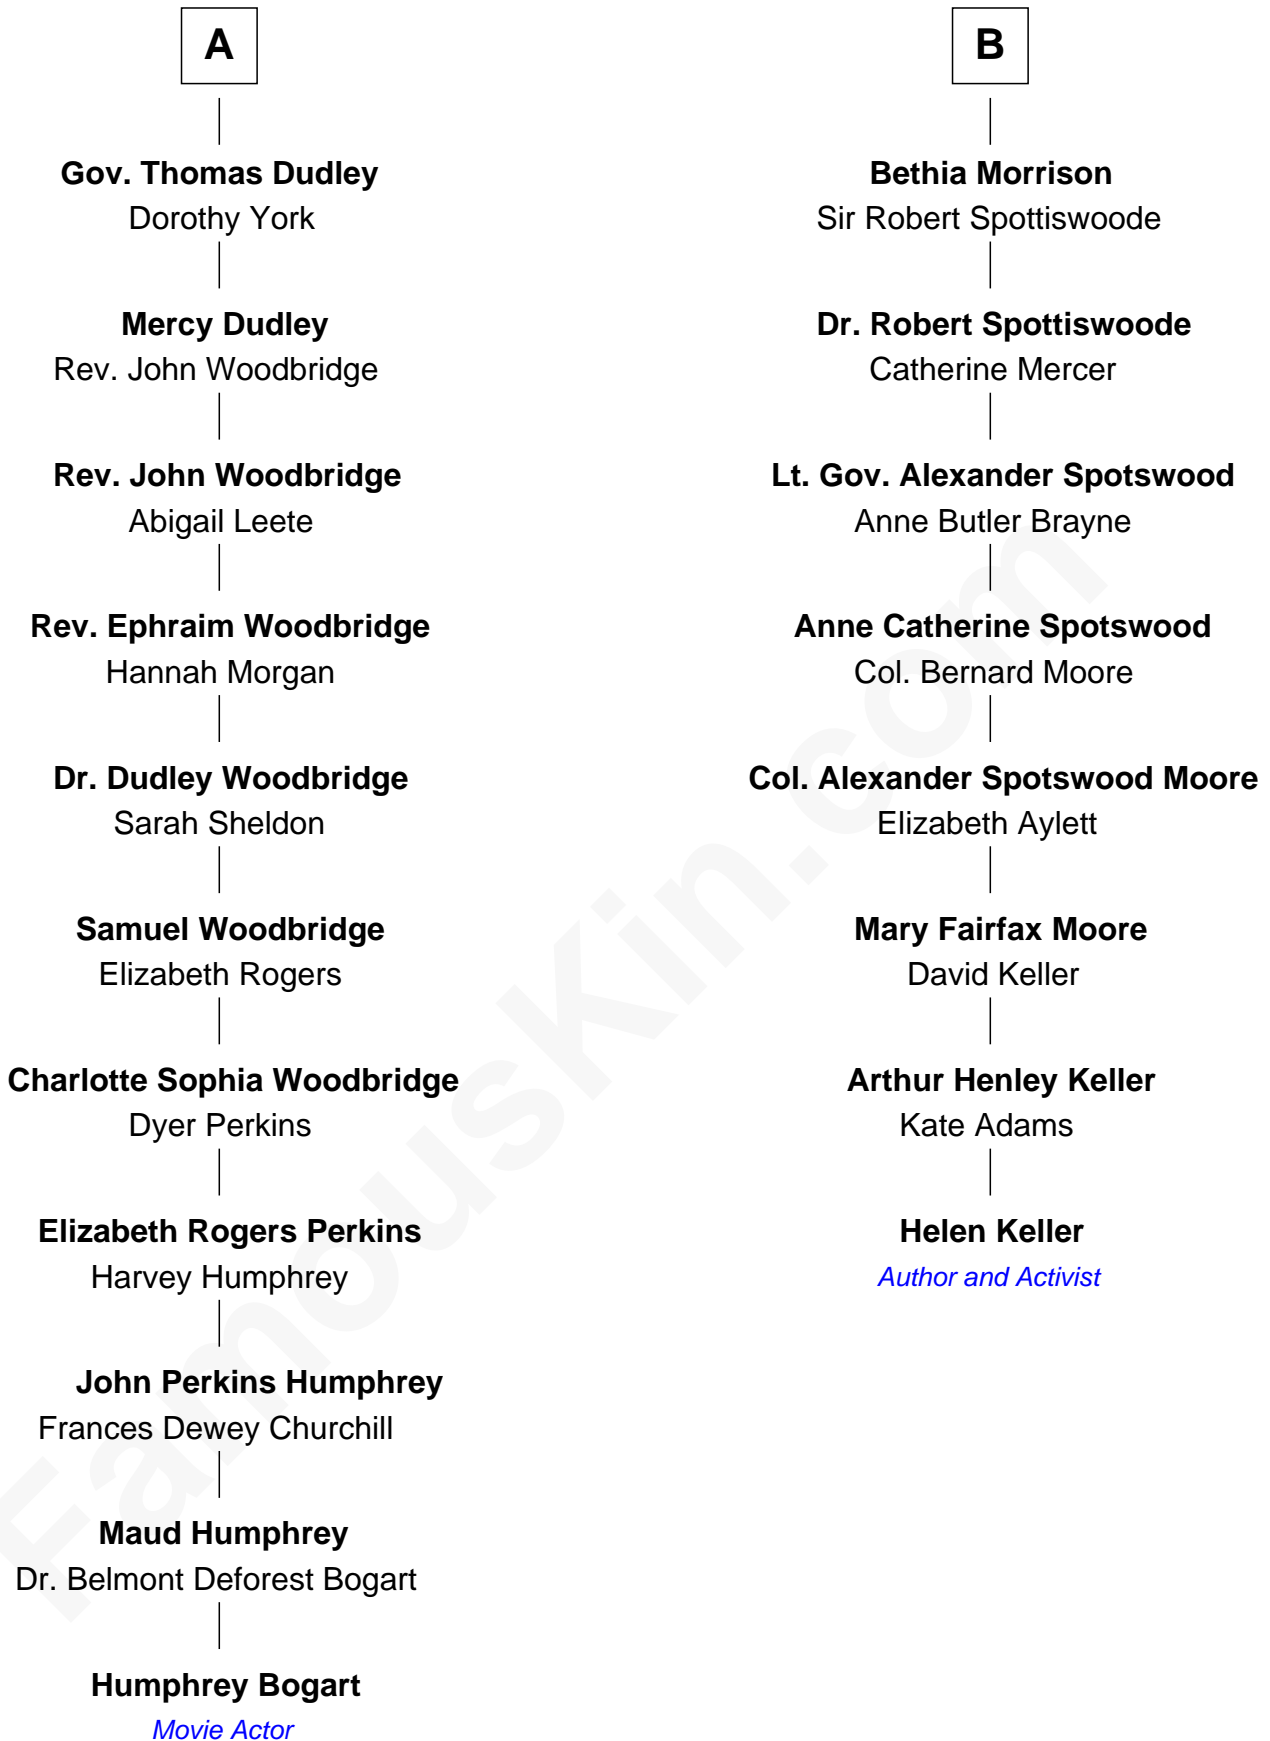 A
Gov. Thomas Dudley
Dorothy York
Mercy Dudley
Rev. John Woodbridge
Rev. John Woodbridge
Abigail Leete
Rev. Ephraim Woodbridge
Hannah Morgan
Dr. Dudley Woodbridge
Sarah Sheldon
Samuel Woodbridge
Elizabeth Rogers
Charlotte Sophia Woodbridge
Dyer Perkins
Elizabeth Rogers Perkins
Harvey Humphrey
John Perkins Humphrey
Frances Dewey Churchill
Maud Humphrey
Dr. Belmont Deforest Bogart
Humphrey Bogart
Movie Actor
B
Bethia Morrison
Sir Robert Spottiswoode
Dr. Robert Spottiswoode
Catherine Mercer
Lt. Gov. Alexander Spotswood
Anne Butler Brayne
Anne Catherine Spotswood
Col. Bernard Moore
Col. Alexander Spotswood Moore
Elizabeth Aylett
Mary Fairfax Moore
David Keller
Arthur Henley Keller
Kate Adams
Helen Keller
Author and Activist
FamousKin.com